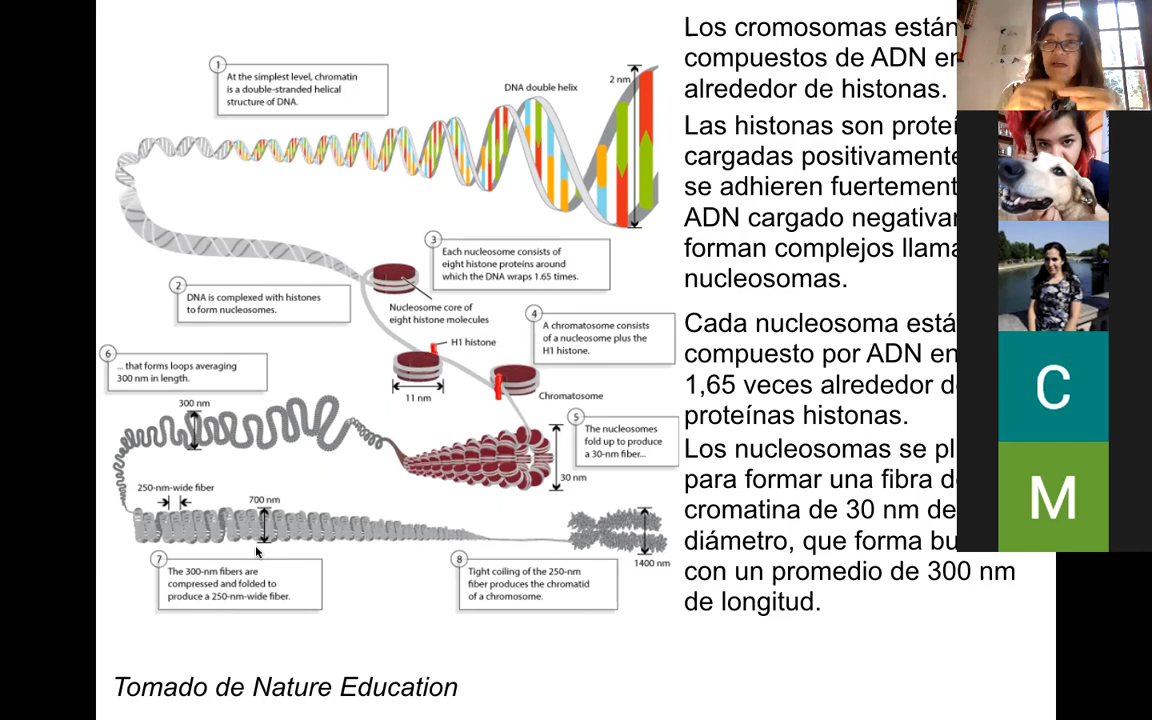 1
At the simplest level, chromatin
is a double-stranded helical
structure of DNA.
DNA double helix
2 nm
2
DNA is complexed with histones
to form nucleosomes.
3
Each nucleosome consists of
eight histone proteins around
which the DNA wraps 1.65 times.
Nucleosome core of
eight histone molecules
4
A chromatosome consists
of a nucleosome plus the
H1 histone.
H1 histone
11 nm
Chromatosome
5
The nucleosomes
fold up to produce
a 30-nm fiber...
30 nm
6
... that forms loops averaging
300 nm in length.
300 nm
250-nm-wide fiber
700 nm
7
The 300-nm fibers are
compressed and folded to
produce a 250-nm-wide fiber.
8
Tight coiling of the 250-nm
fiber produces the chromatid
of a chromosome.
1400 nm
Tomado de Nature Education
Los cromosomas están
compuestos de ADN
alrededor de histonas.
Las histonas son
cargadas positivamente
se adhieren
ADN cargado
forman complejos
nucleosomas.
Cada nucleosoma está
compuesto por ADN
1,65 veces alrededor
proteínas histonas.
Los nucleosomas se
para formar una fibra
cromatina de 30 nm de
diámetro, que forma
con un promedio de 300 nm
de longitud.
C
M